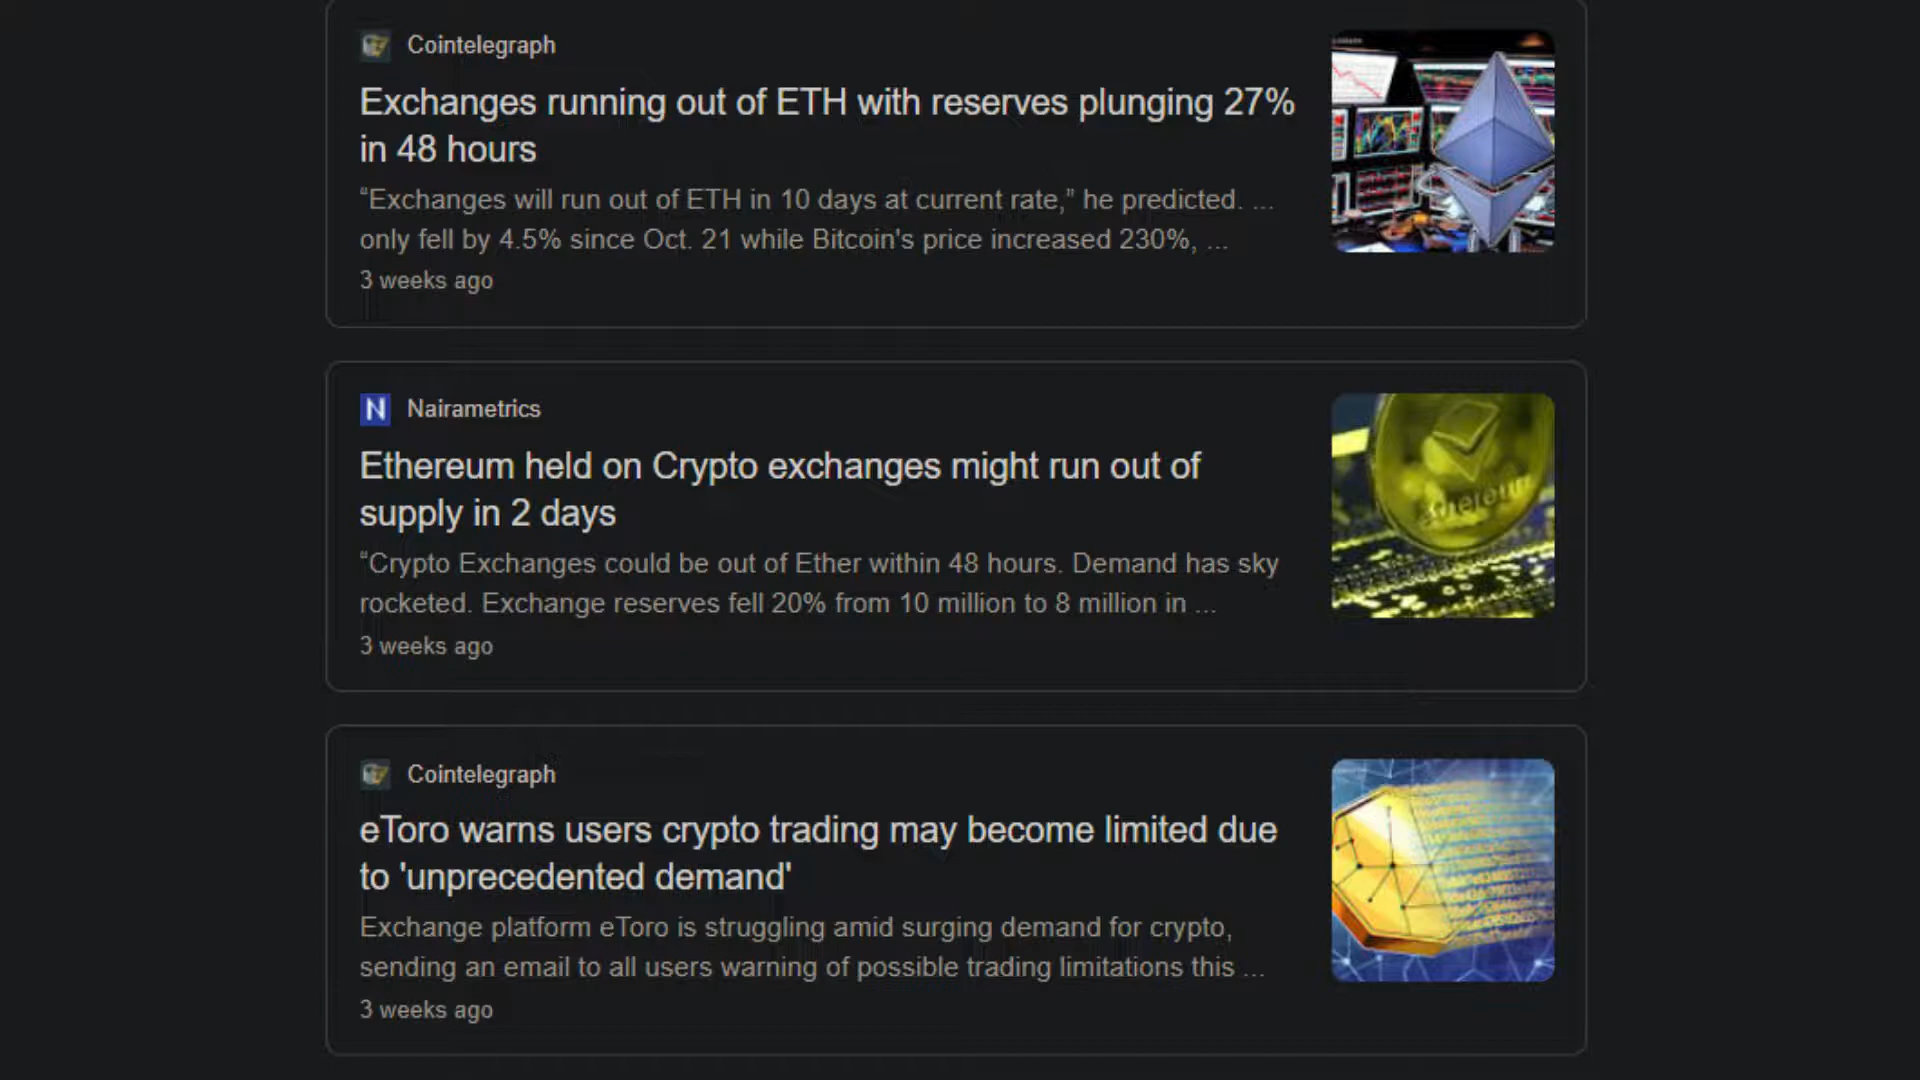 Cointelegraph
Exchanges running out of ETH with reserves plunging 27%
in 48 hours
“Exchanges will run out of ETH in 10 days at current rate,” he predicted. ...
only fell by 4.5% since Oct. 21 while Bitcoin's price increased 230%, ...
3 weeks ago
N Nairametrics
Ethereum held on Crypto exchanges might run out of
supply in 2 days
“Crypto Exchanges could be out of Ether within 48 hours. Demand has sky
rocketed. Exchange reserves fell 20% from 10 million to 8 million in ...
3 weeks ago
Cointelegraph
eToro warns users crypto trading may become limited due
to 'unprecedented demand'
Exchange platform eToro is struggling amid surging demand for crypto,
sending an email to all users warning of possible trading limitations this ...
3 weeks ago